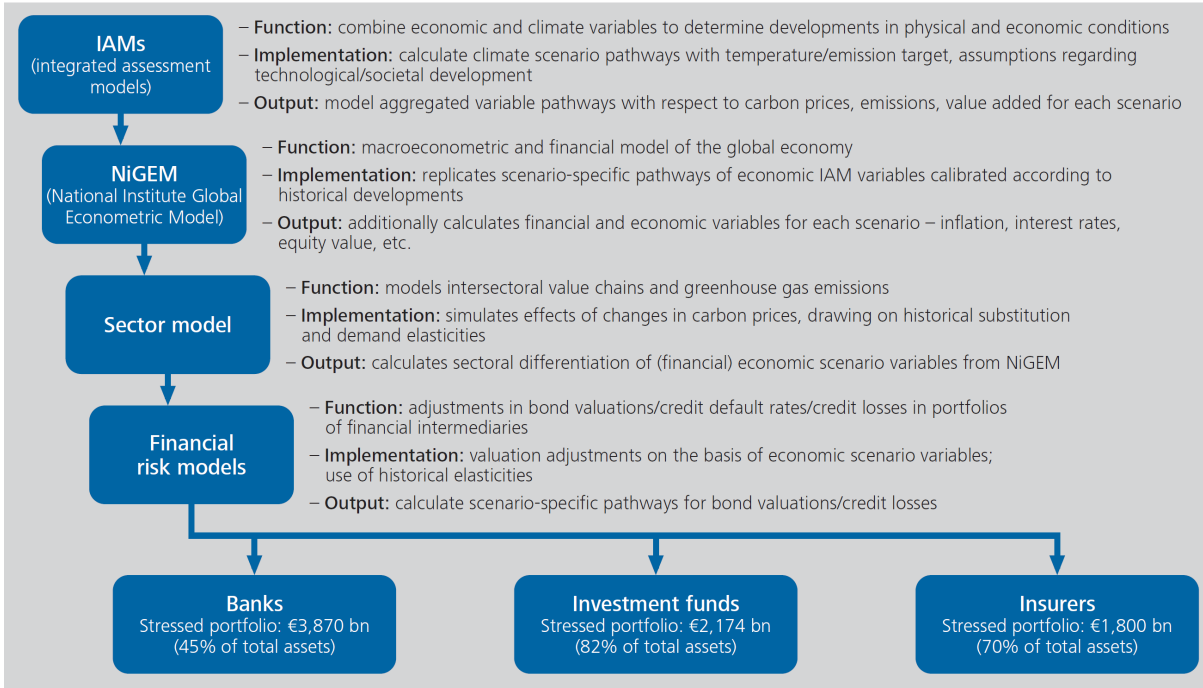 IAMs
(integrated assessment
models)
– Function: combine economic and climate variables to determine developments in physical and economic conditions
– Implementation: calculate climate scenario pathways with temperature/emission target, assumptions regarding
technological/societal development
– Output: model aggregated variable pathways with respect to carbon prices, emissions, value added for each scenario
NiGEM
(National Institute Global
Econometric Model)
– Function: macroeconometric and financial model of the global economy
– Implementation: replicates scenario-specific pathways of economic IAM variables calibrated according to
historical developments
– Output: additionally calculates financial and economic variables for each scenario – inflation, interest rates,
equity value, etc.
Sector model
– Function: models intersectoral value chains and greenhouse gas emissions
– Implementation: simulates effects of changes in carbon prices, drawing on historical substitution
and demand elasticities
– Output: calculates sectoral differentiation of (financial) economic scenario variables from NiGEM
Financial
risk models
– Function: adjustments in bond valuations/credit default rates/credit losses in portfolios
of financial intermediaries
– Implementation: valuation adjustments on the basis of economic scenario variables;
use of historical elasticities
– Output: calculate scenario-specific pathways for bond valuations/credit losses
Banks
Stressed portfolio: €3,870 bn
(45% of total assets)
Investment funds
Stressed portfolio: €2,174 bn
(82% of total assets)
Insurers
Stressed portfolio: €1,800 bn
(70% of total assets)